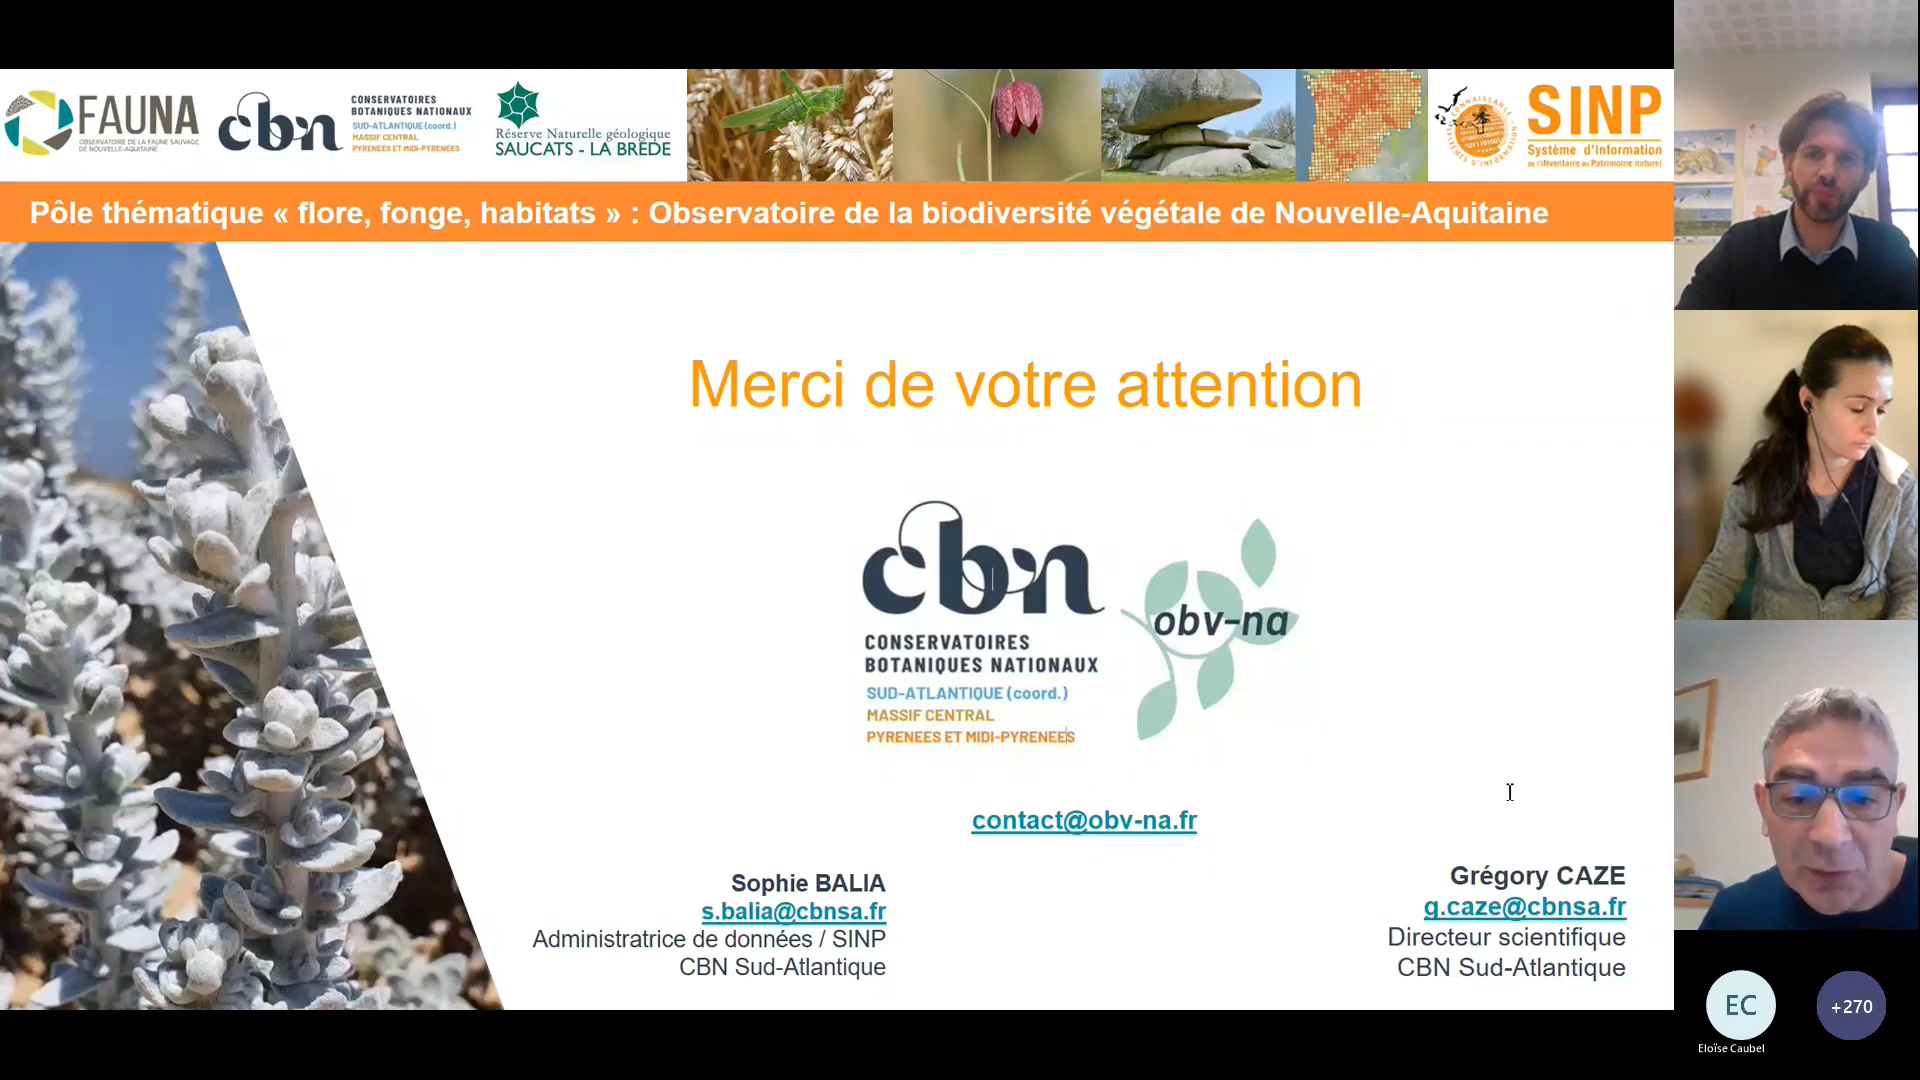 FAUNA
OBSERVATOIRE DE LA FAUNE SAUVAGE
DE NOUVELLE-AQUITAINE
cbn
CONSERVATOIRES
BOTANIQUES NATIONAUX
SUD-ATLANTIQUE (coord.)
MASSIF CENTRAL
PYRENEES ET MIDI-PYRENEES
Réserve Naturelle géologique
SAUCATS - LA BRÈDE
SINP
Système d'Information
de l'iNventaire du Patrimoine naturel
Pôle thématique « flore, fonge, habitats » : Observatoire de la biodiversité végétale de Nouvelle-Aquitaine
Merci de votre attention
cbn
CONSERVATOIRES
BOTANIQUES NATIONAUX
SUD-ATLANTIQUE (coord.)
MASSIF CENTRAL
PYRENEES ET MIDI-PYRENEES
obv-na
contact@obv-na.fr
Sophie BALIA
s.balia@cbnsa.fr
Administratrice de données / SINP
CBN Sud-Atlantique
Grégory CAZE
g.caze@cbnsa.fr
Directeur scientifique
CBN Sud-Atlantique
EC
Eloïse Caubel
+270